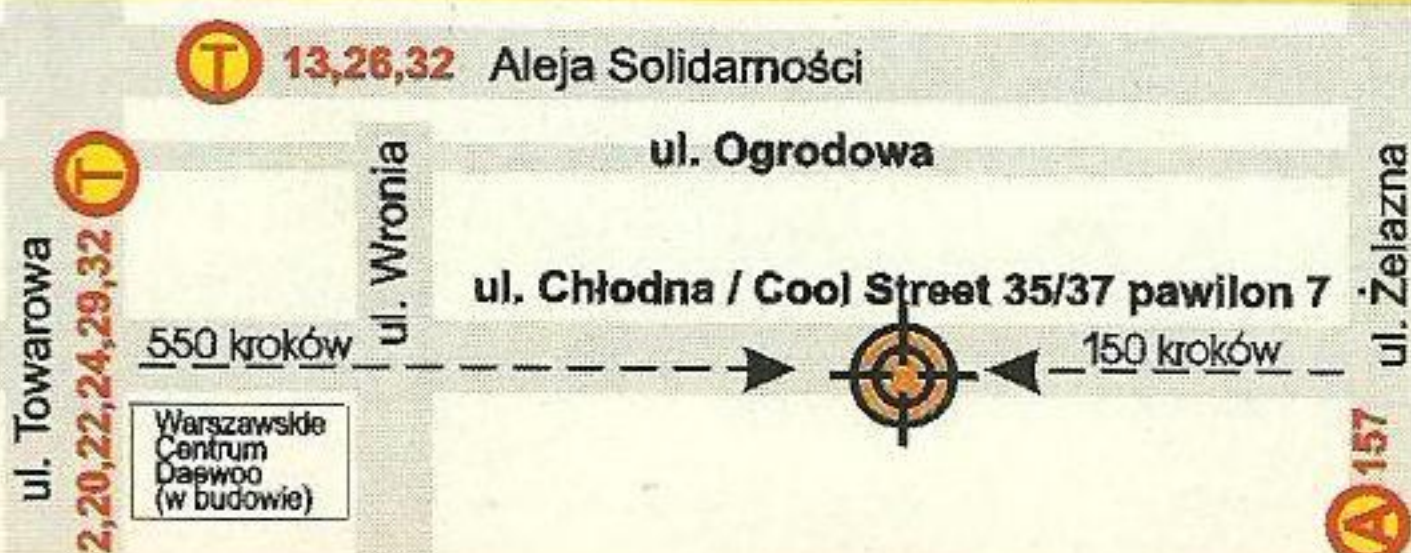 T 13,26,32 Aleja Solidarności
ul. Ogrodowa
ul. Wronia
ul. Żelazna
T
2,20,22,24,29,32
ul. Towarowa
ul. Chłodna / Cool Street 35/37 pawilon 7
550 kroków
150 kroków
Warszawskie
Centrum
Daewoo
(w budowie)
A 157